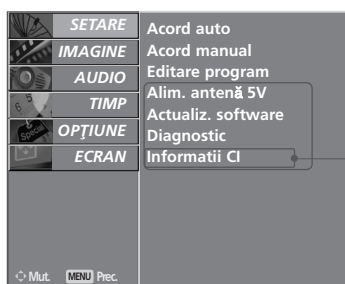 SETARE
IMAGINE
AUDIO
TIMP
OPŢIUNE
ECRAN
Acord auto
Acord manual
Editare program
Alim. antenă 5V
Actualiz. software
Diagnostic
Informatii CI
Mut. MENU Prec.